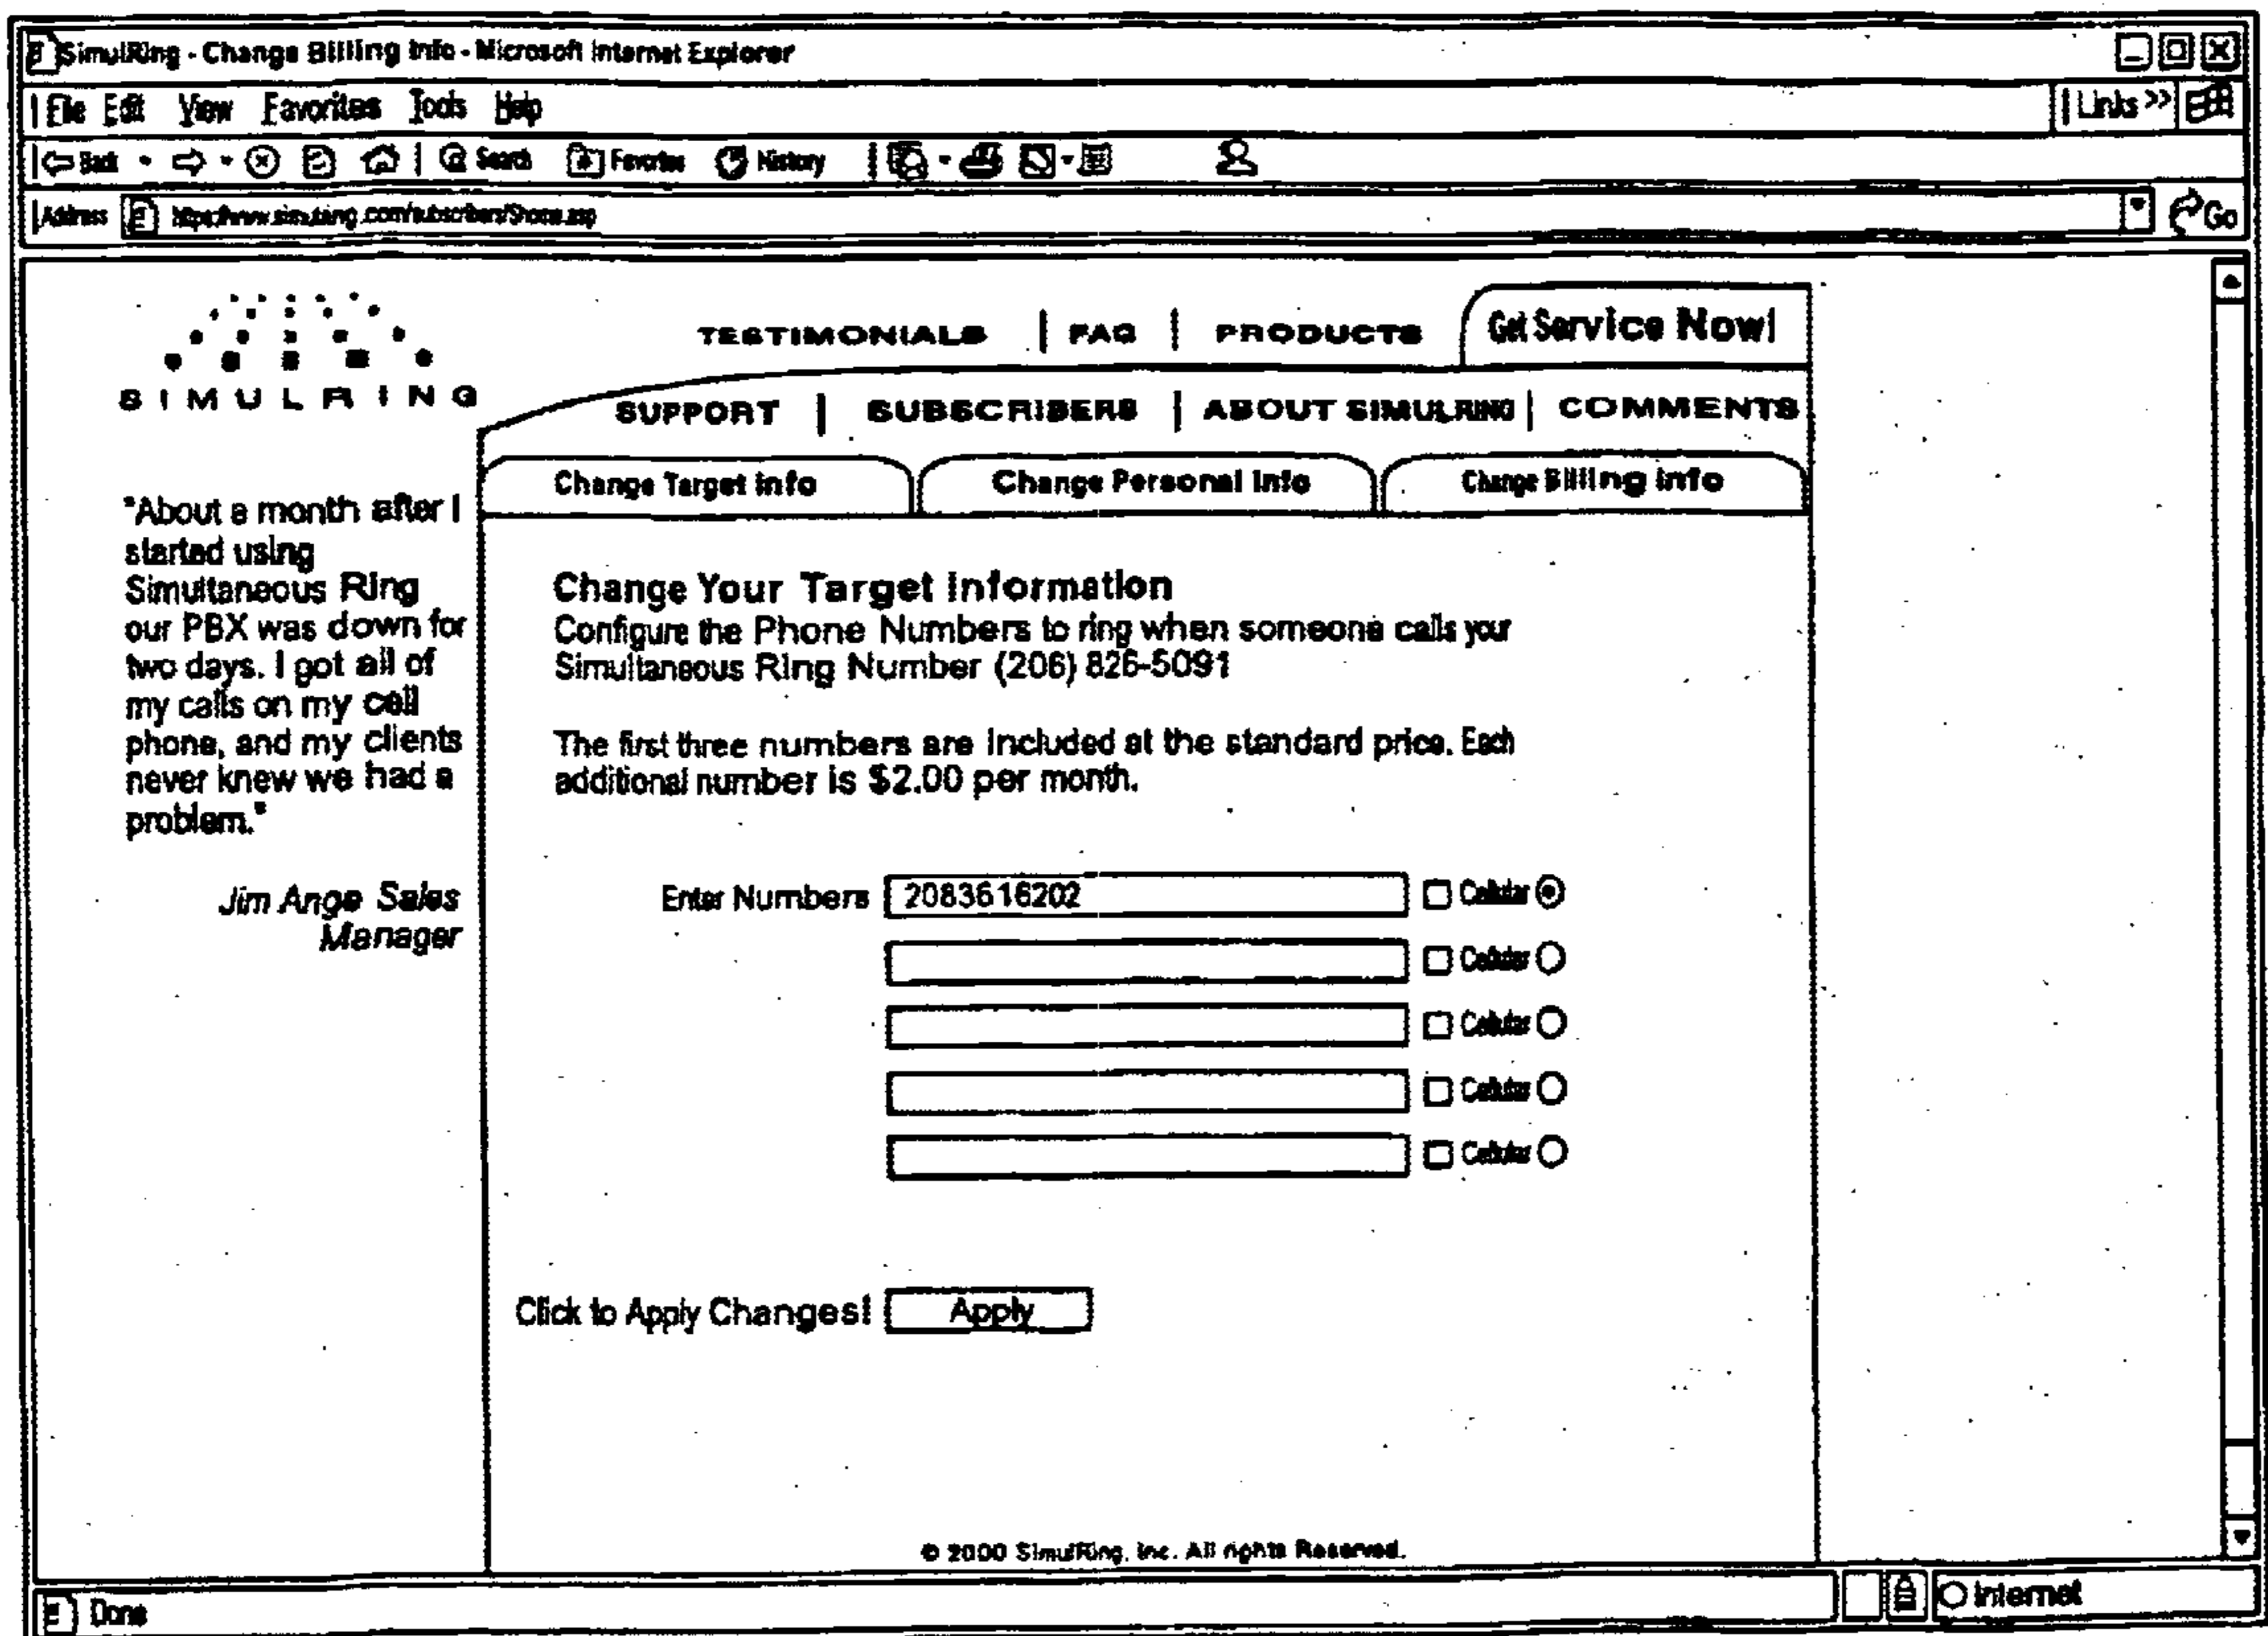 SimulRing - Change Billing Info - Microsoft Internet Explorer
File Edit View Favorites Tools Help
Links >>
Back Search Favorites History
Address
Go
SIMULRING
TESTIMONIALS | FAQ | PRODUCTS
Get Service Now!
SUPPORT | SUBSCRIBERS | ABOUT SIMULRING | COMMENTS
Change Target Info
Change Personal Info
Change Billing Info
"About a month after I
started using
Simultaneous Ring
our PBX was down for
two days. I got all of
my calls on my cell
phone, and my clients
never knew we had a
problem."
Jim Ange Sales
Manager
Change Your Target Information
Configure the Phone Numbers to ring when someone calls your
Simultaneous Ring Number (206) 826-5091
The first three numbers are included at the standard price. Each
additional number is $2.00 per month.
Enter Numbers 2083616202 Cellular
Cellular
Cellular
Cellular
Cellular
Click to Apply Changes! Apply
© 2000 SimulRing, Inc. All rights Reserved.
Done
Internet